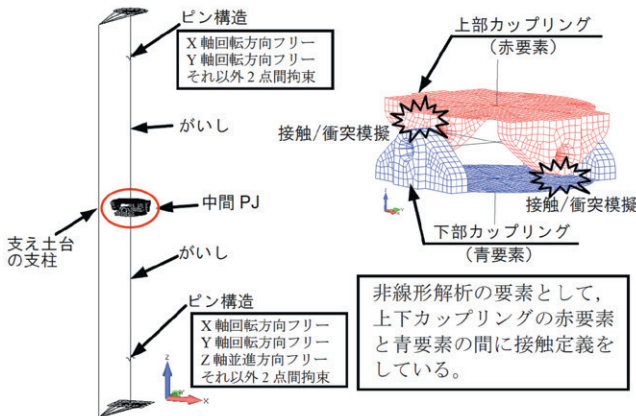 ピン構造
X 軸回転方向フリー
Y 軸回転方向フリー
それ以外 2 点間拘束
がいし
中間 PJ
支え土台
の支柱
がいし
ピン構造
X 軸回転方向フリー
Y 軸回転方向フリー
Z 軸並進方向フリー
それ以外 2 点間拘束
Z
X
上部カップリング
(赤要素)
接触/衝突模擬
接触/衝突模擬
下部カップリング
(青要素)
非線形解析の要素として,
上下カップリングの赤要素
と青要素の間に接触定義を
している。